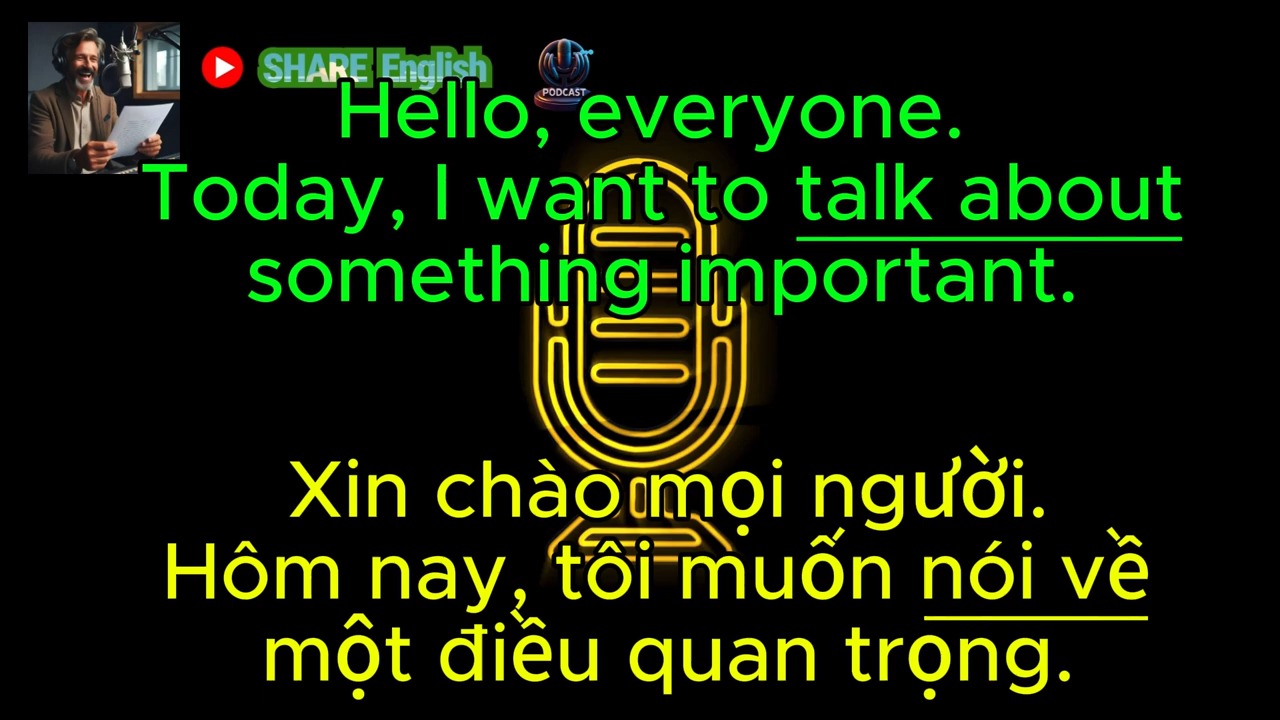 SHARE English
PODCAST
Hello, everyone.
Today, I want to talk about
something important.
Xin chào mọi người.
Hôm nay, tôi muốn nói về
một điều quan trọng.